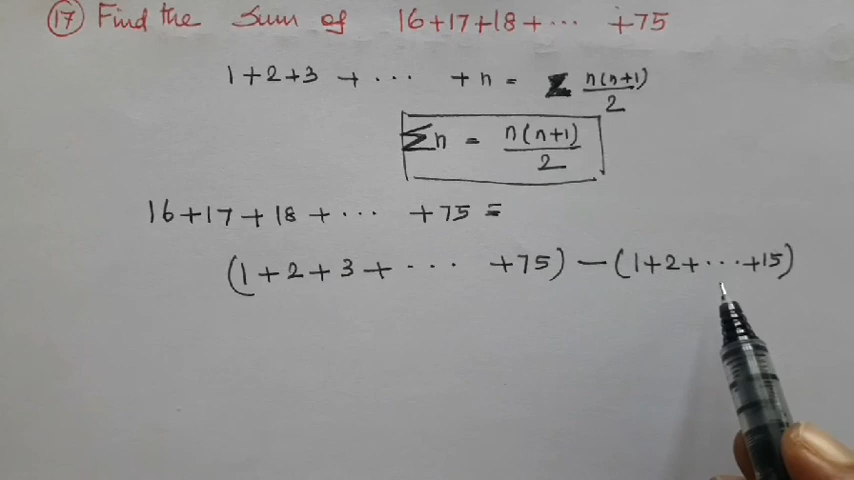 (17) Find the Sum of 16+17+18+ ··· +75
1+2+3 + ··· +n = Σ n(n+1)/2
Σn = n(n+1)/2
16+17+18+ ··· +75 =
(1+2+3+ ··· +75) – (1+2+ ··· +15)